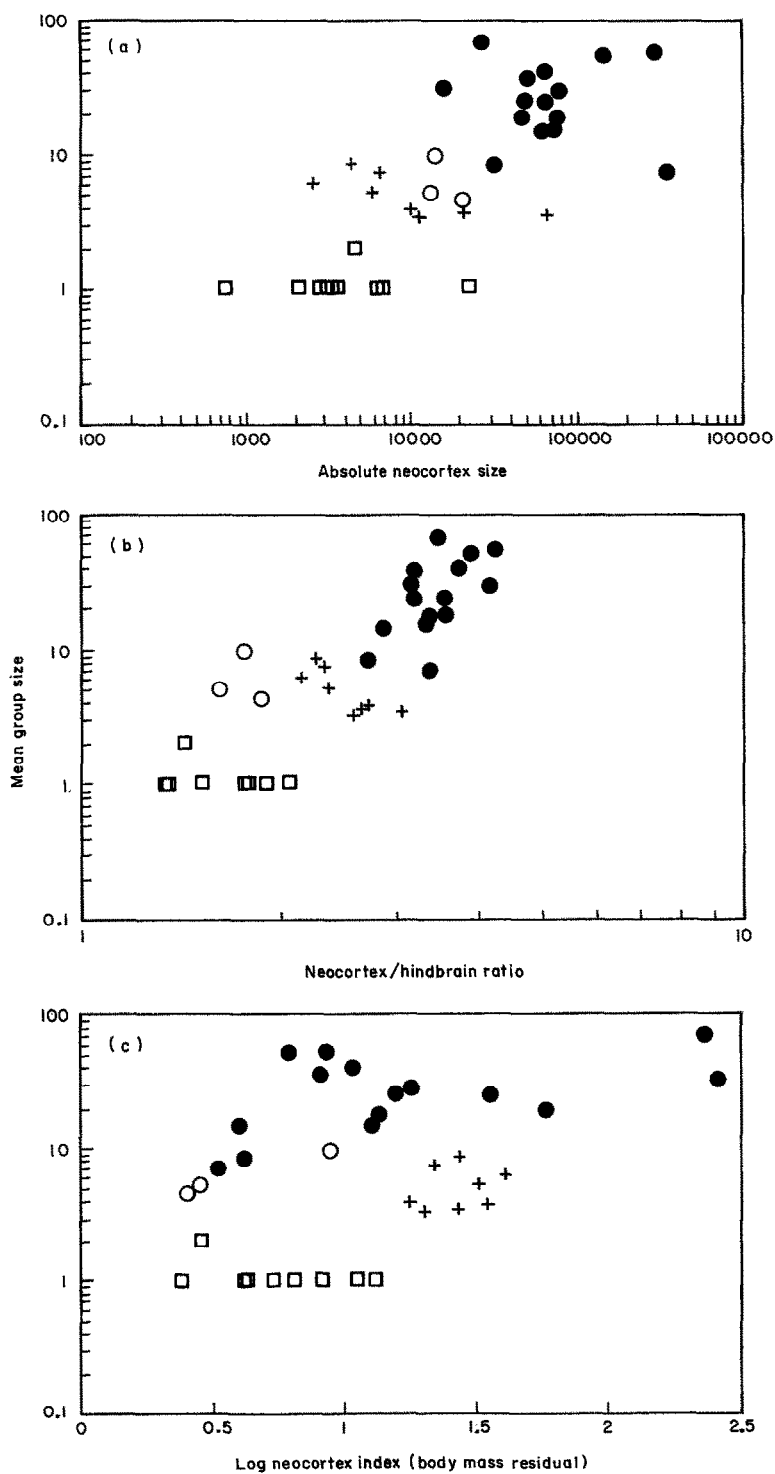 100
(a)
10
1
0.1
100 1000 10000 100000 100000
Absolute neocortex size
100
(b)
10
1
0.1
1 10
Mean group size
Neocortex/hindbrain ratio
100
(c)
10
1
0.1
0 0.5 1 1.5 2 2.5
Log neocortex index (body mass residual)